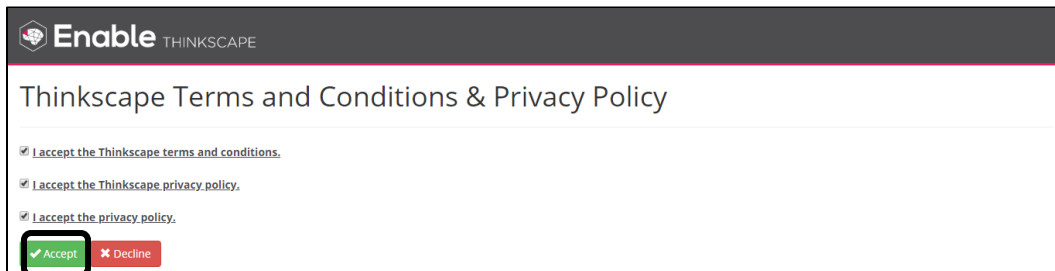 Enable THINKSCAPE
Thinkscape Terms and Conditions & Privacy Policy
I accept the Thinkscape terms and conditions.
I accept the Thinkscape privacy policy.
I accept the privacy policy.
Accept Decline